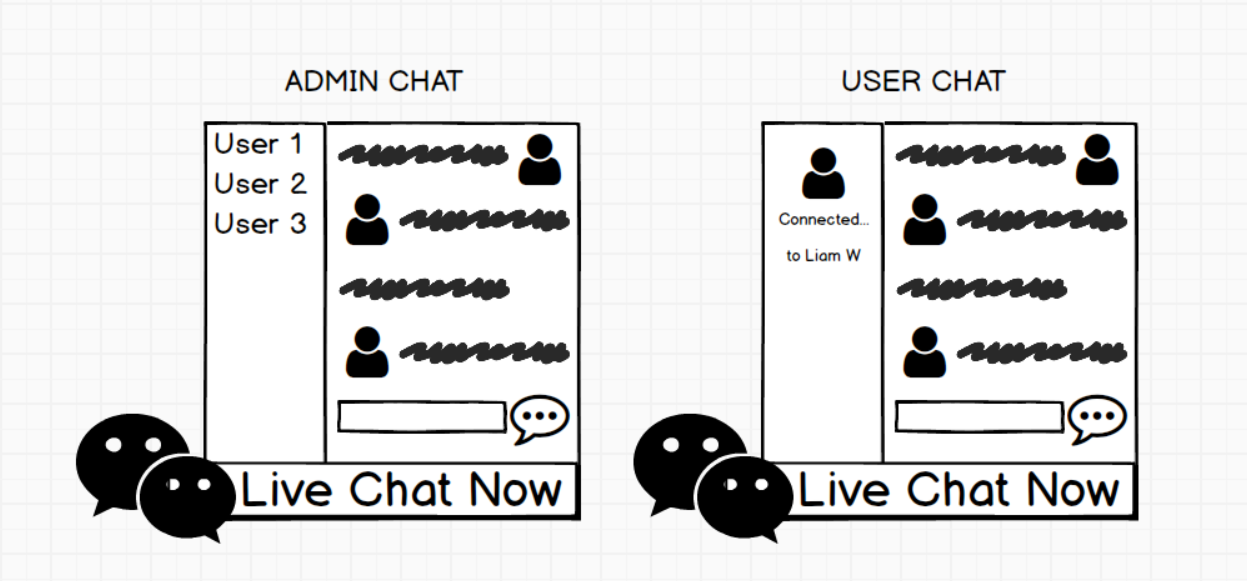 ADMIN CHAT
User 1
User 2
User 3
Live Chat Now
USER CHAT
Connected...
to Liam W
Live Chat Now